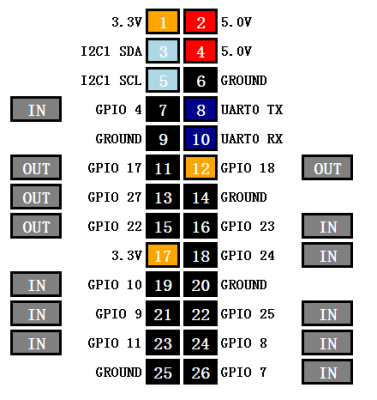 3.3V 1 2 5.0V
I2C1 SDA 3 4 5.0V
I2C1 SCL 5 6 GROUND
IN GPIO 4 7 8 UART0 TX
GROUND 9 10 UART0 RX
OUT GPIO 17 11 12 GPIO 18 OUT
OUT GPIO 27 13 14 GROUND
OUT GPIO 22 15 16 GPIO 23 IN
3.3V 17 18 GPIO 24 IN
IN GPIO 10 19 20 GROUND
IN GPIO 9 21 22 GPIO 25 IN
IN GPIO 11 23 24 GPIO 8 IN
GROUND 25 26 GPIO 7 IN